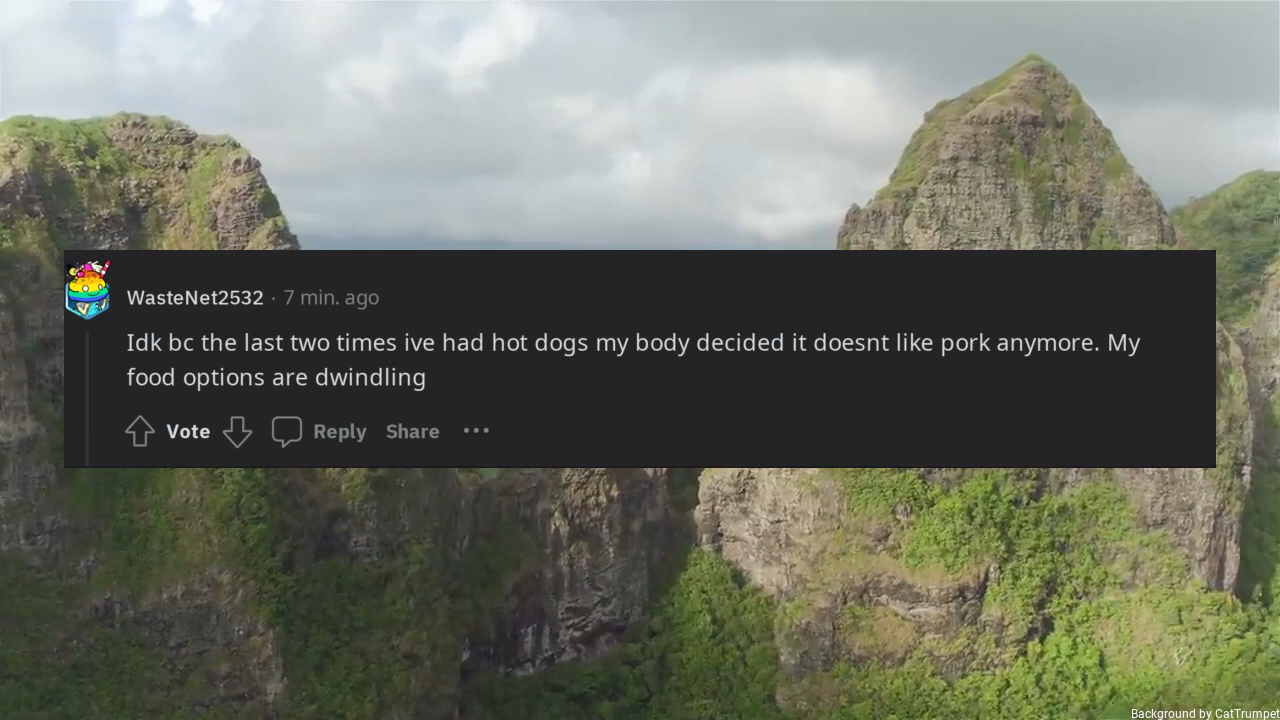 WasteNet2532 · 7 min. ago
Idk bc the last two times ive had hot dogs my body decided it doesnt like pork anymore. My
food options are dwindling
Vote Reply Share ···
Background by CatTrumpet